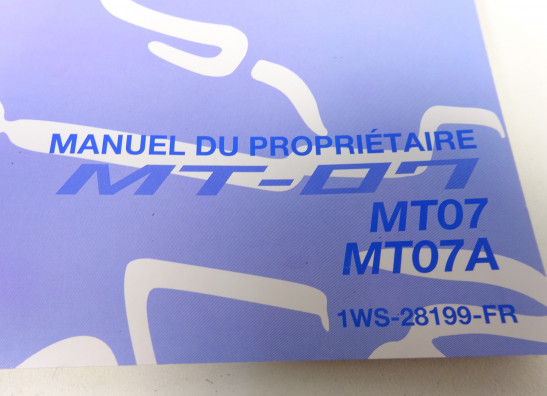 MANUEL DU PROPRIÉTAIRE
MT-07
MT07
MT07A
1WS-28199-FR